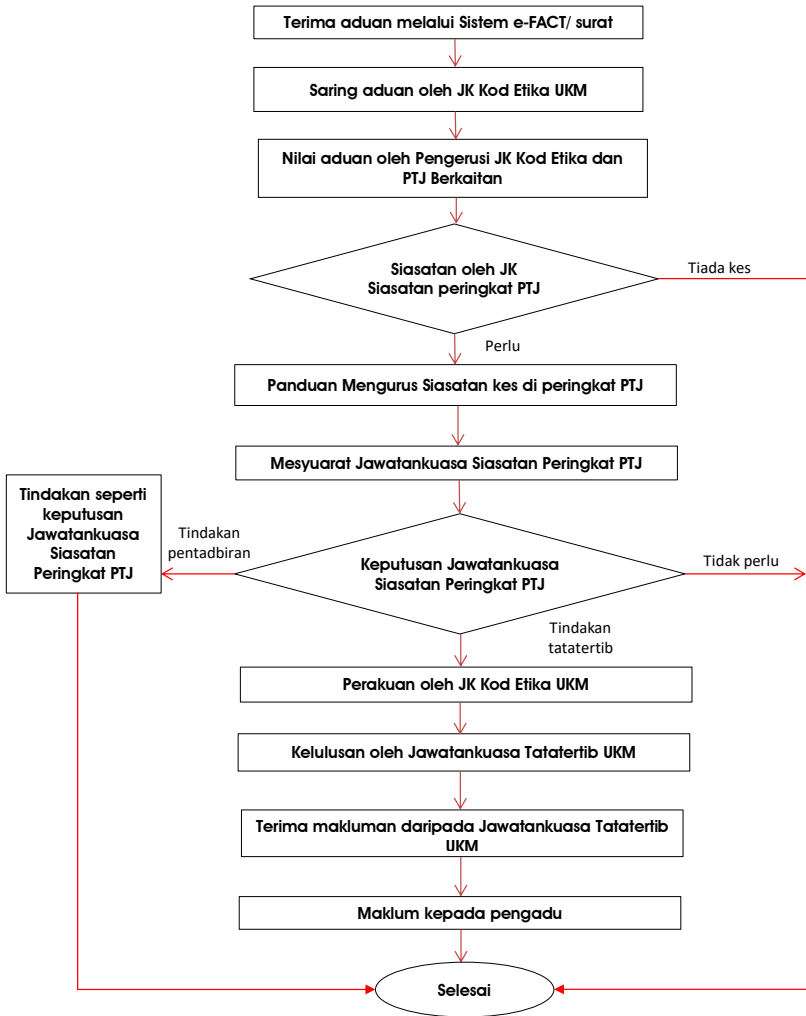 Terima aduan melalui Sistem e-FACT/ surat
Saring aduan oleh JK Kod Etika UKM
Nilai aduan oleh Pengerusi JK Kod Etika dan
PTJ Berkaitan
Siasatan oleh JK
Siasatan peringkat PTJ
Tiada kes
Perlu
Panduan Mengurus Siasatan kes di peringkat PTJ
Mesyuarat Jawatankuasa Siasatan Peringkat PTJ
Tindakan seperti
keputusan
Jawatankuasa
Siasatan
Peringkat PTJ
Tindakan
pentadbiran
Keputusan Jawatankuasa
Siasatan Peringkat PTJ
Tidak perlu
Tindakan
tatatertib
Perakuan oleh JK Kod Etika UKM
Kelulusan oleh Jawatankuasa Tatatertib UKM
Terima makluman daripada Jawatankuasa Tatatertib
UKM
Maklum kepada pengadu
Selesai